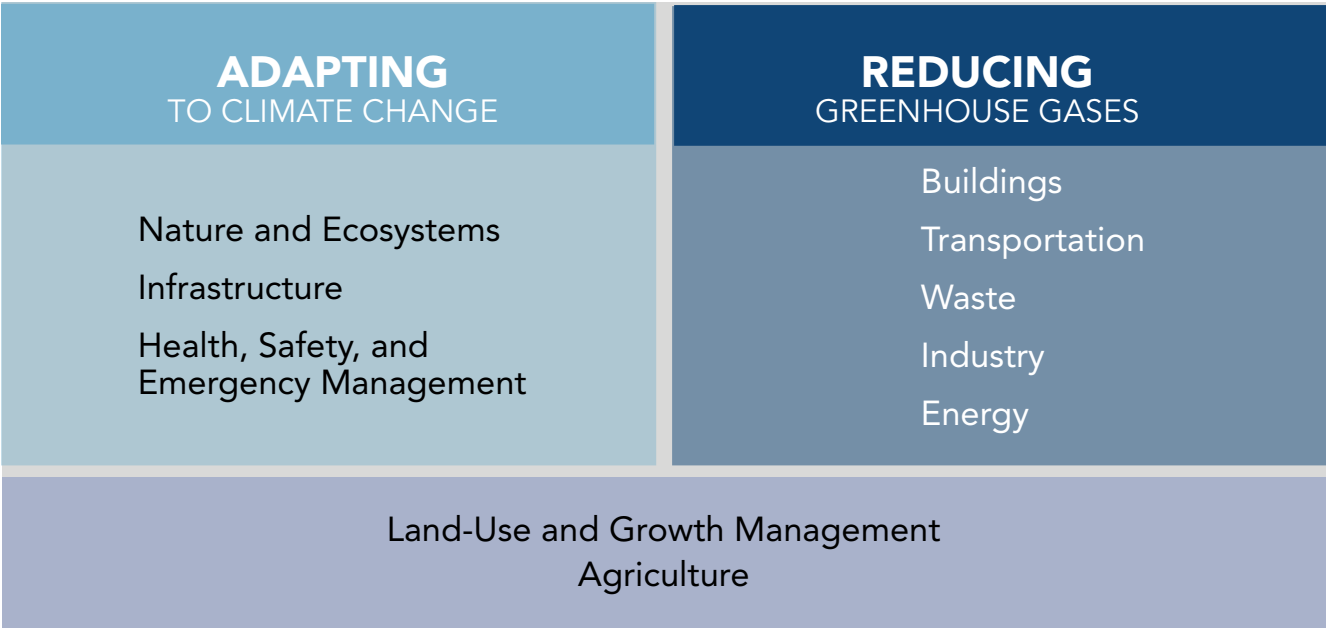 ADAPTING
TO CLIMATE CHANGE
Nature and Ecosystems
Infrastructure
Health, Safety, and
Emergency Management
REDUCING
GREENHOUSE GASES
Buildings
Transportation
Waste
Industry
Energy
Land-Use and Growth Management
Agriculture